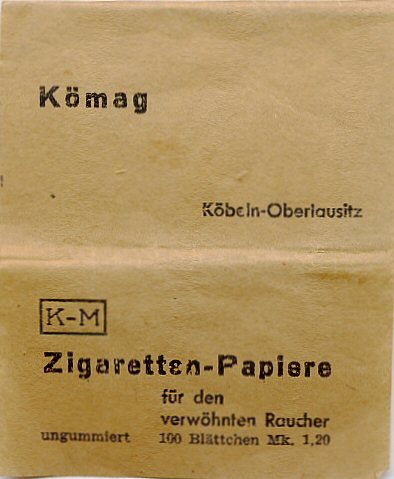 Kömag
Köbeln-Oberlausitz
K-M
Zigaretten-Papiere
für den
verwöhnten Raucher
ungummiert 100 Blättchen Mk. 1,20